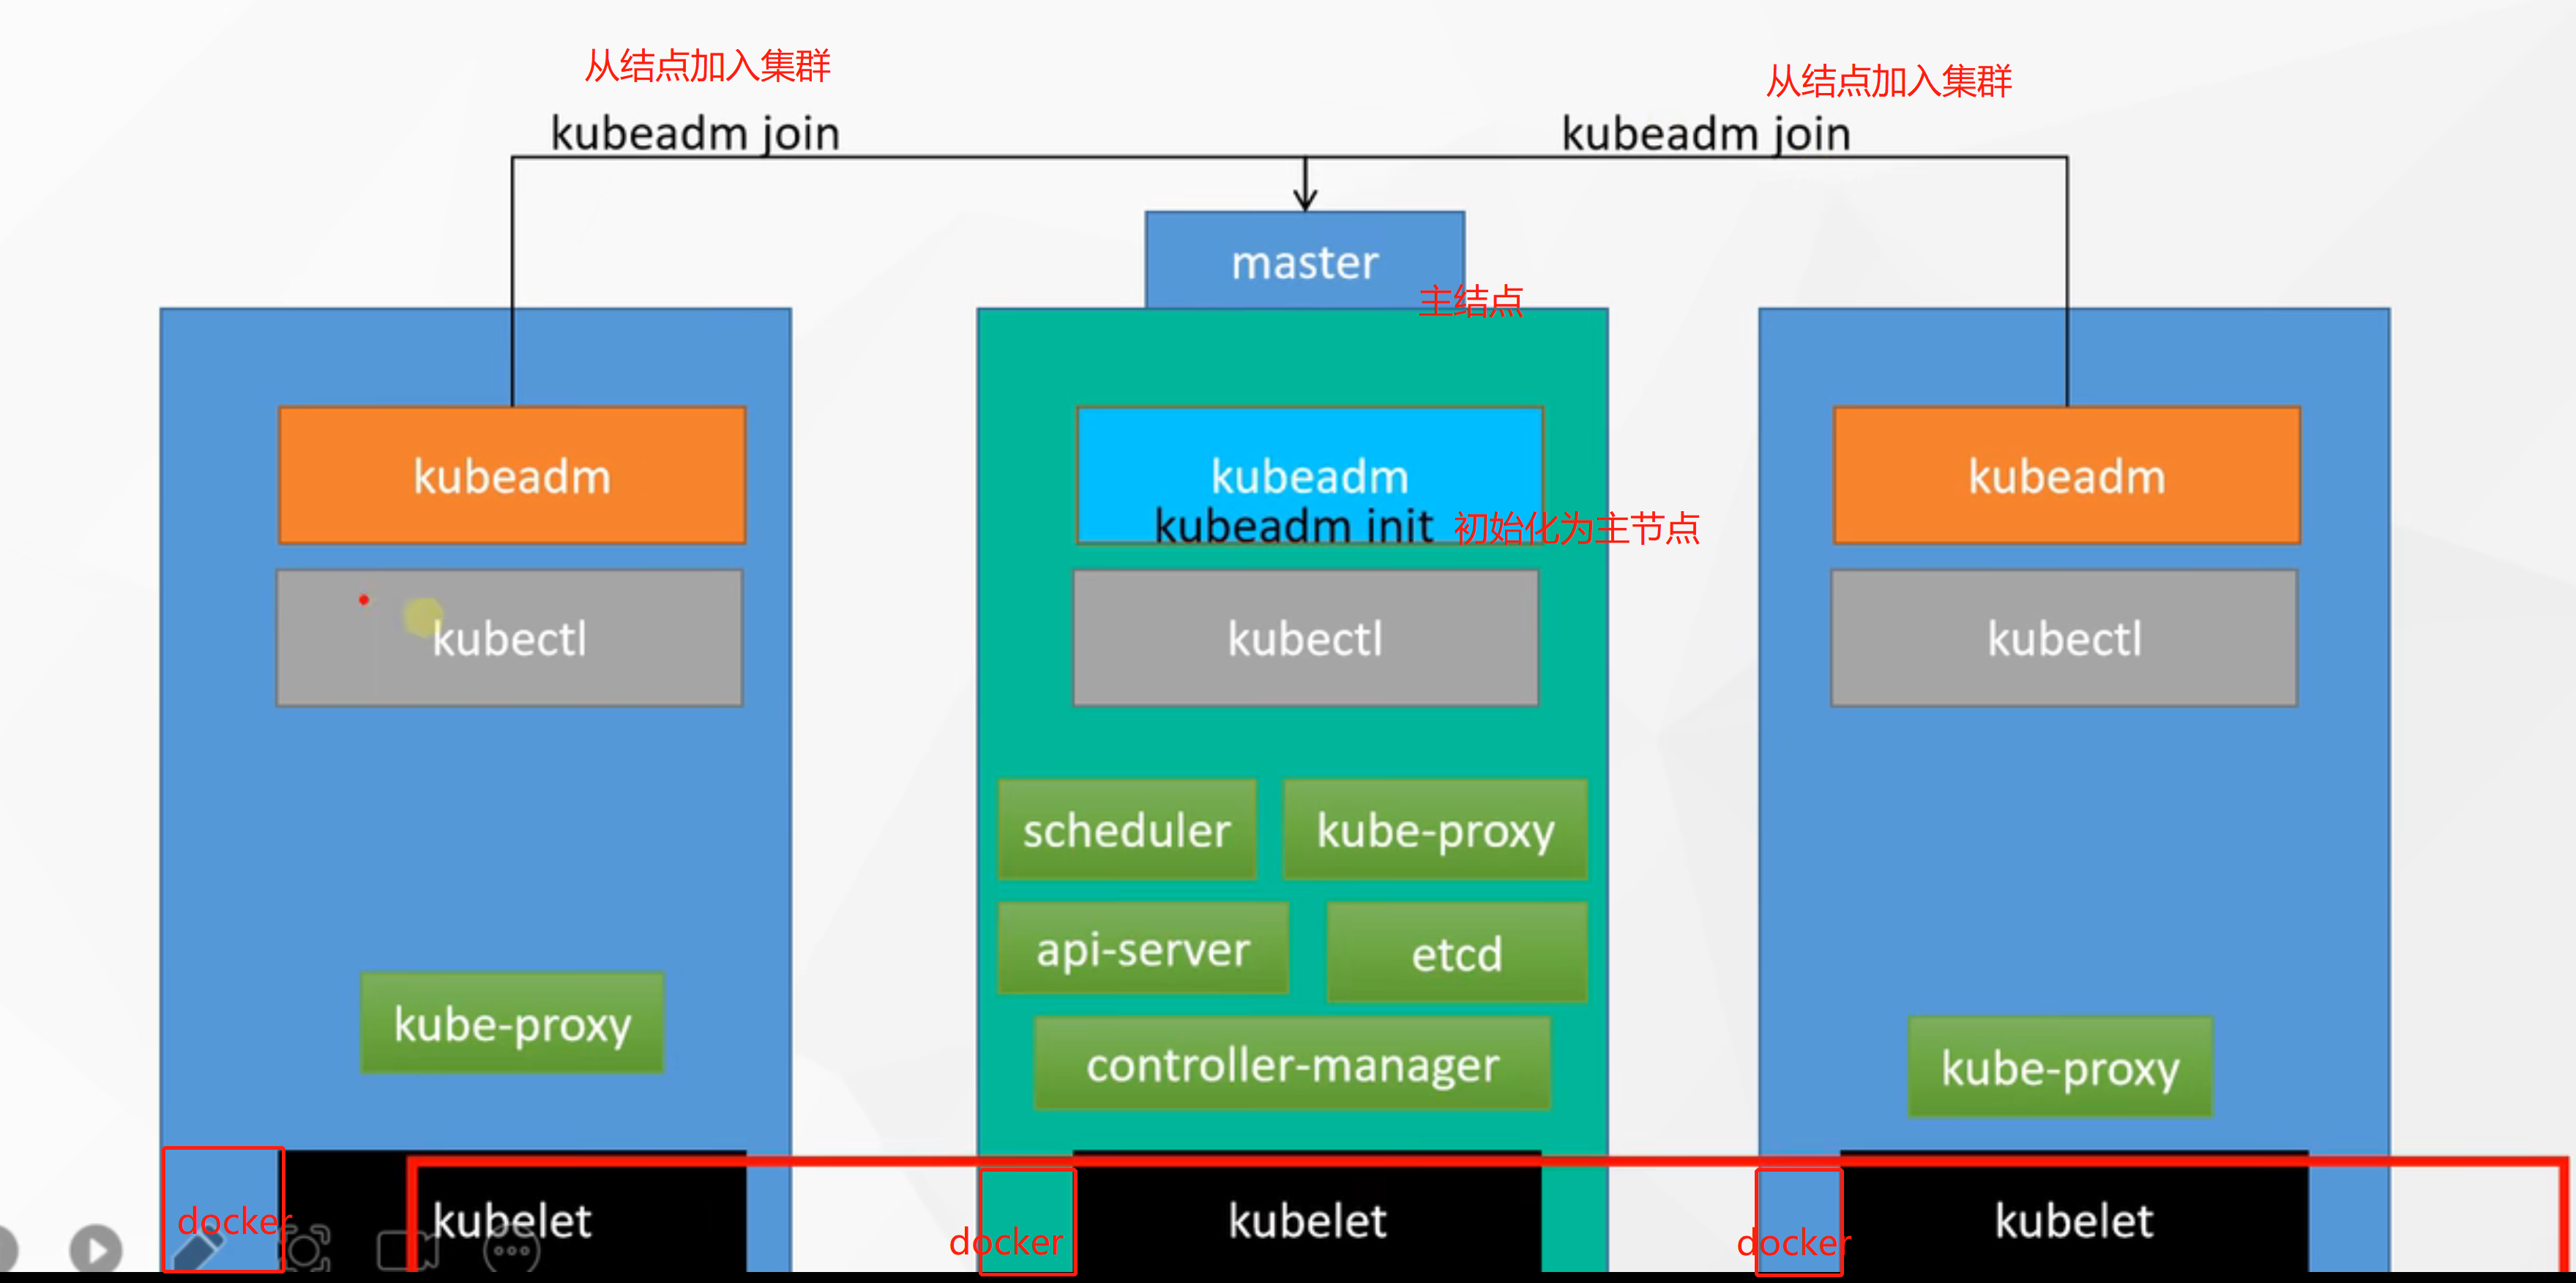 从结点加入集群
从结点加入集群
kubeadm join
kubeadm join
master
主结点
kubeadm
kubeadm
kubeadm
kubeadm init
初始化为主节点
kubectl
kubectl
kubectl
scheduler
kube-proxy
api-server
etcd
kube-proxy
controller-manager
kube-proxy
docker
kubelet
docker
kubelet
docker
kubelet